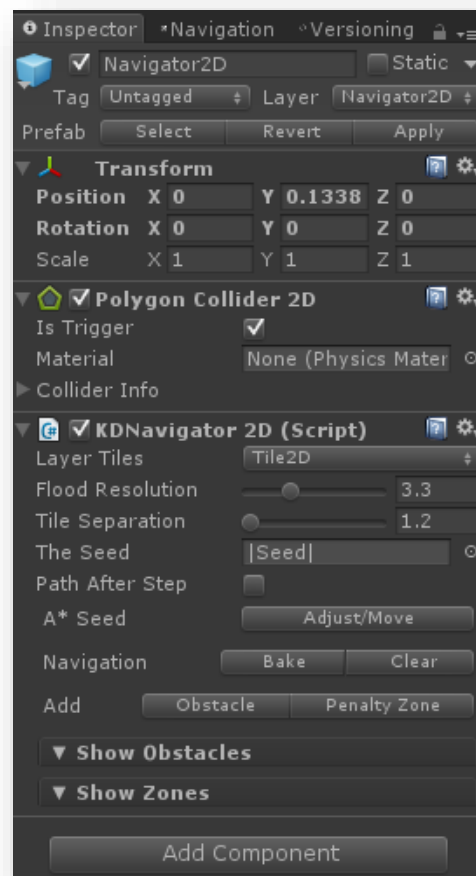 Inspector Navigation Versioning
Navigator2D Static
Tag Untagged Layer Navigator2D
Prefab Select Revert Apply
Transform
Position X 0 Y 0.1338 Z 0
Rotation X 0 Y 0 Z 0
Scale X 1 Y 1 Z 1
Polygon Collider 2D
Is Trigger
Material None (Physics Mater
Collider Info
KDNavigator 2D (Script)
Layer Tiles Tile2D
Flood Resolution 3.3
Tile Separation 1.2
The Seed |Seed|
Path After Step
A* Seed Adjust/Move
Navigation Bake Clear
Add Obstacle Penalty Zone
Show Obstacles
Show Zones
Add Component